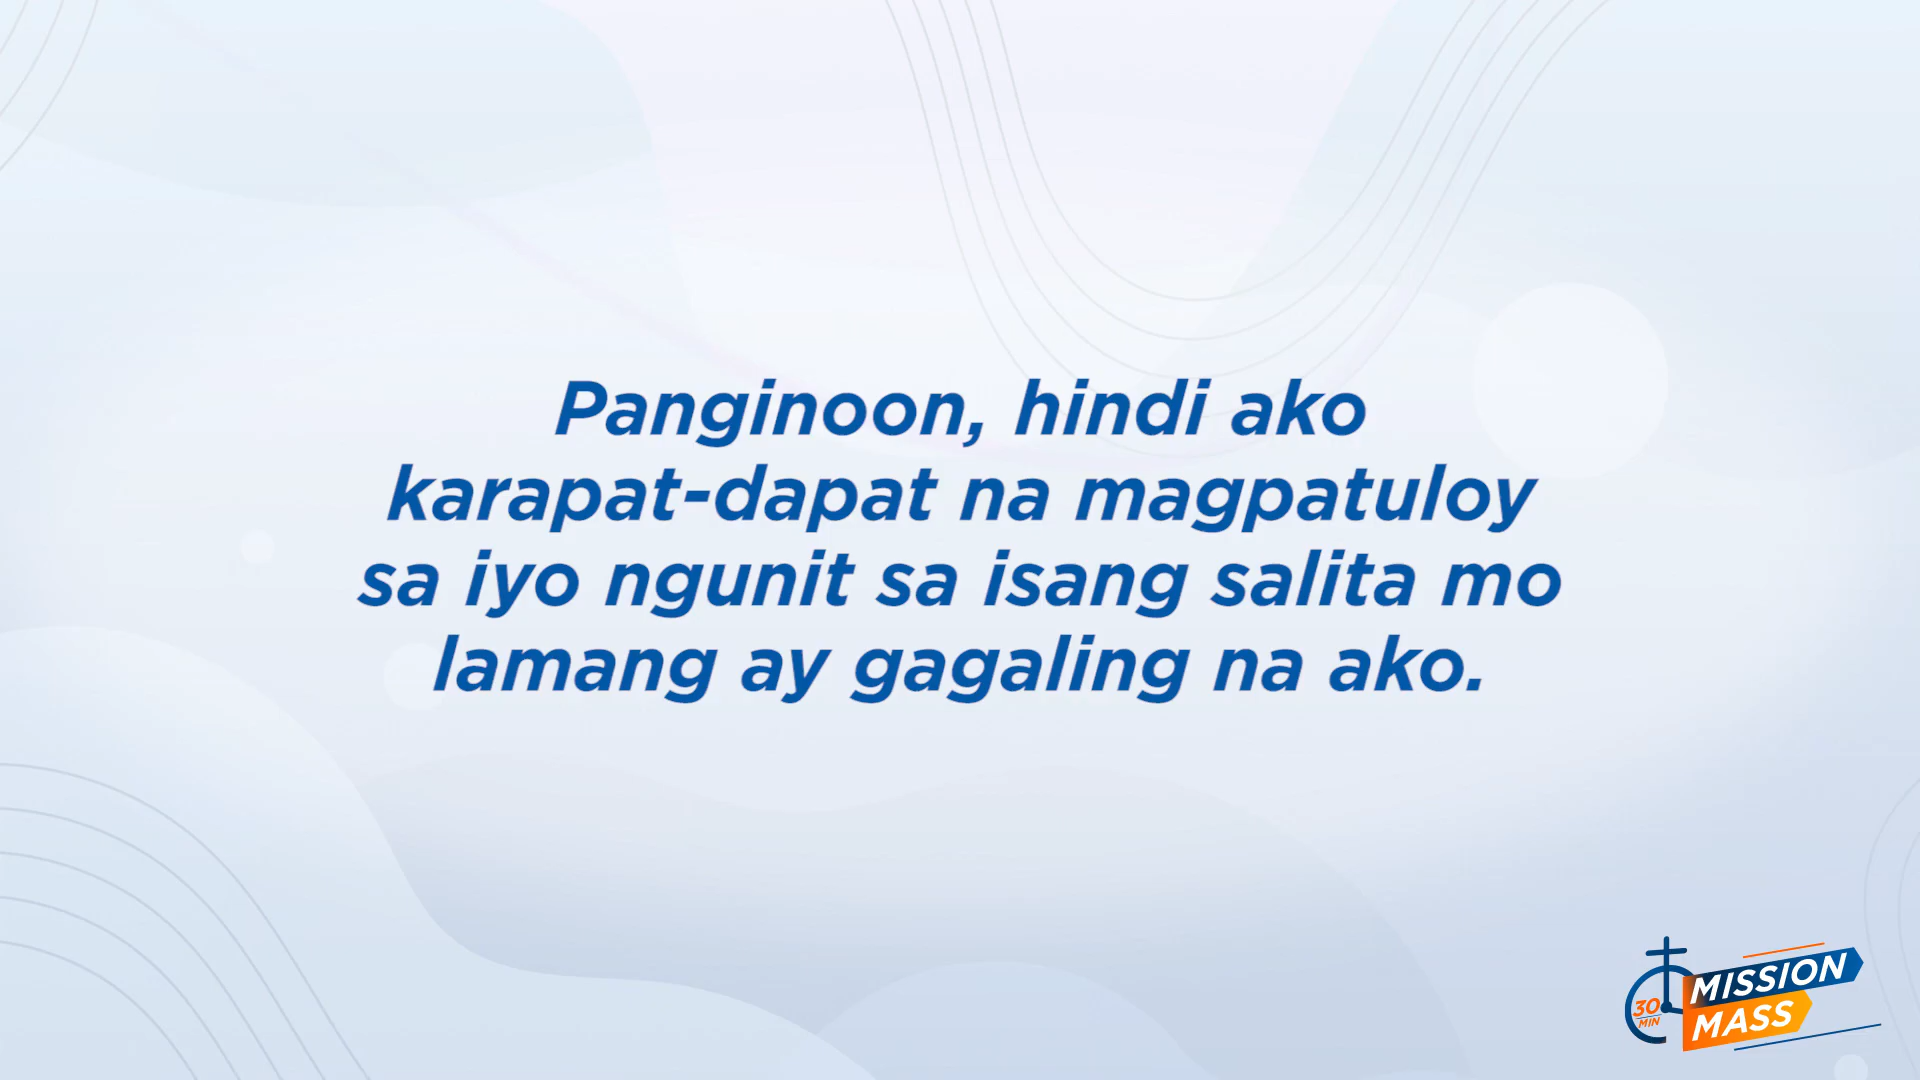 Panginoon, hindi ako
karapat-dapat na magpatuloy
sa iyo ngunit sa isang salita mo
lamang ay gagaling na ako.
30
MIN
MISSION
MASS